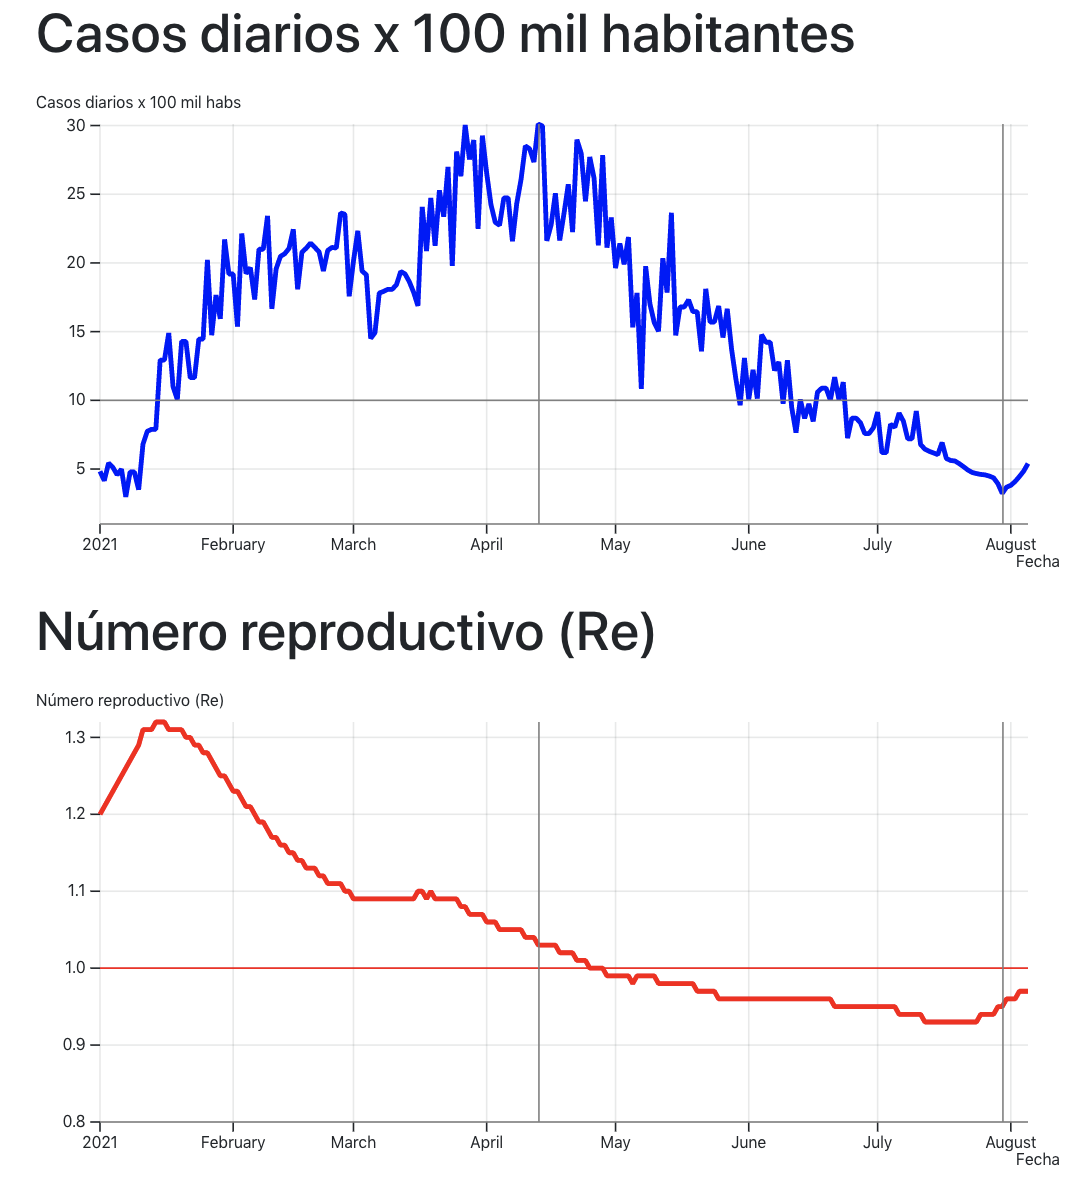 Casos diarios x 100 mil habitantes
Casos diarios x 100 mil habs
30
25
20
15
10
5
2021 February March April May June July August
Fecha
Número reproductivo (Re)
Número reproductivo (Re)
1.3
1.2
1.1
1.0
0.9
0.8
2021 February March April May June July August
Fecha